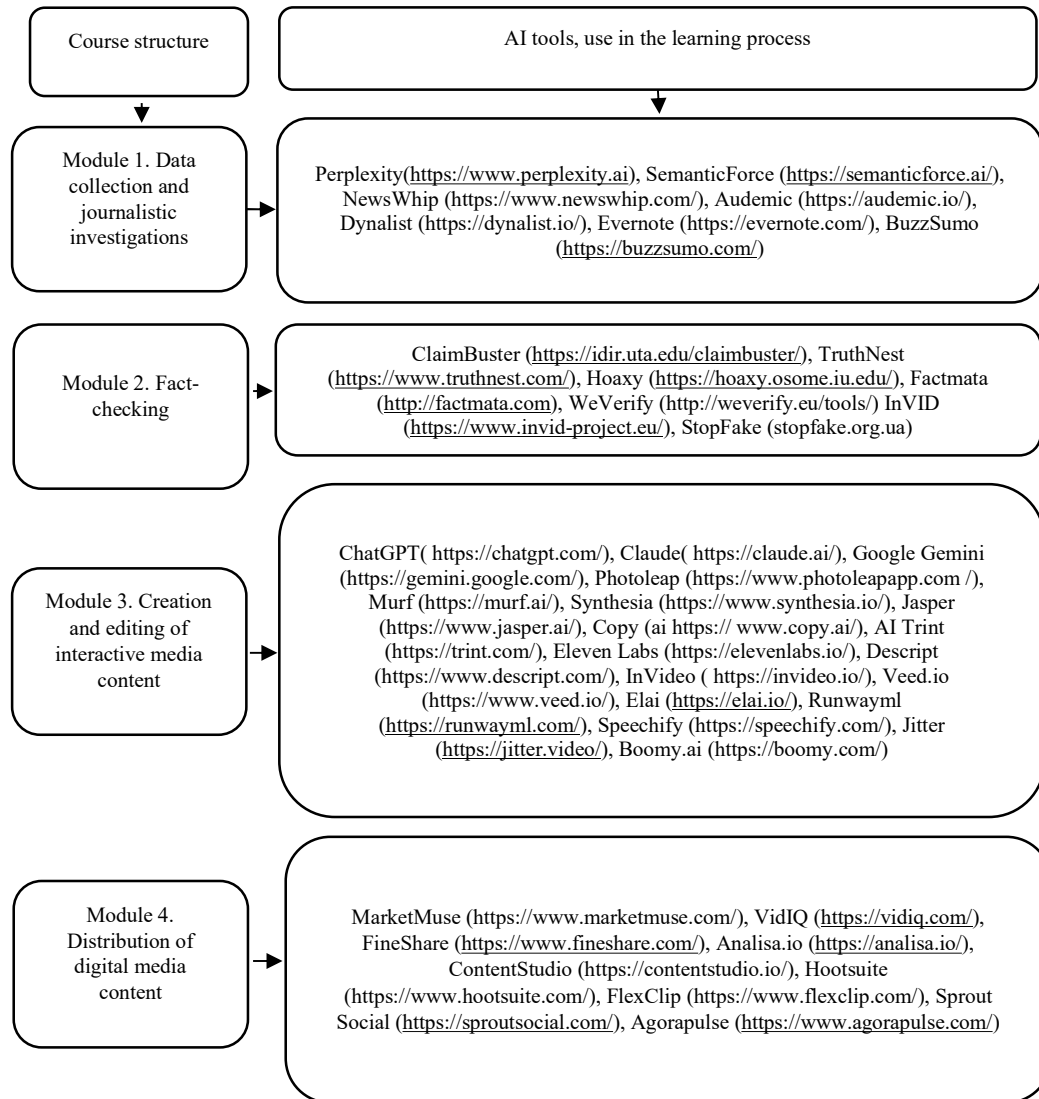 Course structure
AI tools, use in the learning process
Module 1. Data
collection and
journalistic
investigations
Perplexity(https://www.perplexity.ai), SemanticForce (https://semanticforce.ai/),
NewsWhip (https://www.newswhip.com/), Audemic (https://audemic.io/),
Dynalist (https://dynalist.io/), Evernote (https://evernote.com/), BuzzSumo
(https://buzzsumo.com/)
Module 2. Fact-
checking
ClaimBuster (https://idir.uta.edu/claimbuster/), TruthNest
(https://www.truthnest.com/), Hoaxy (https://hoaxy.osome.iu.edu/), Factmata
(http://factmata.com), WeVerify (http://weverify.eu/tools/) InVID
(https://www.invid-project.eu/), StopFake (stopfake.org.ua)
Module 3. Creation
and editing of
interactive media
content
ChatGPT( https://chatgpt.com/), Claude( https://claude.ai/), Google Gemini
(https://gemini.google.com/), Photoleap (https://www.photoleapapp.com /),
Murf (https://murf.ai/), Synthesia (https://www.synthesia.io/), Jasper
(https://www.jasper.ai/), Copy (ai https:// www.copy.ai/), AI Trint
(https://trint.com/), Eleven Labs (https://elevenlabs.io/), Descript
(https://www.descript.com/), InVideo ( https://invideo.io/), Veed.io
(https://www.veed.io/), Elai (https://elai.io/), Runwayml
(https://runwayml.com/), Speechify (https://speechify.com/), Jitter
(https://jitter.video/), Boomy.ai (https://boomy.com/)
Module 4.
Distribution of
digital media
content
MarketMuse (https://www.marketmuse.com/), VidIQ (https://vidiq.com/),
FineShare (https://www.fineshare.com/), Analisa.io (https://analisa.io/),
ContentStudio (https://contentstudio.io/), Hootsuite
(https://www.hootsuite.com/), FlexClip (https://www.flexclip.com/), Sprout
Social (https://sproutsocial.com/), Agorapulse (https://www.agorapulse.com/)